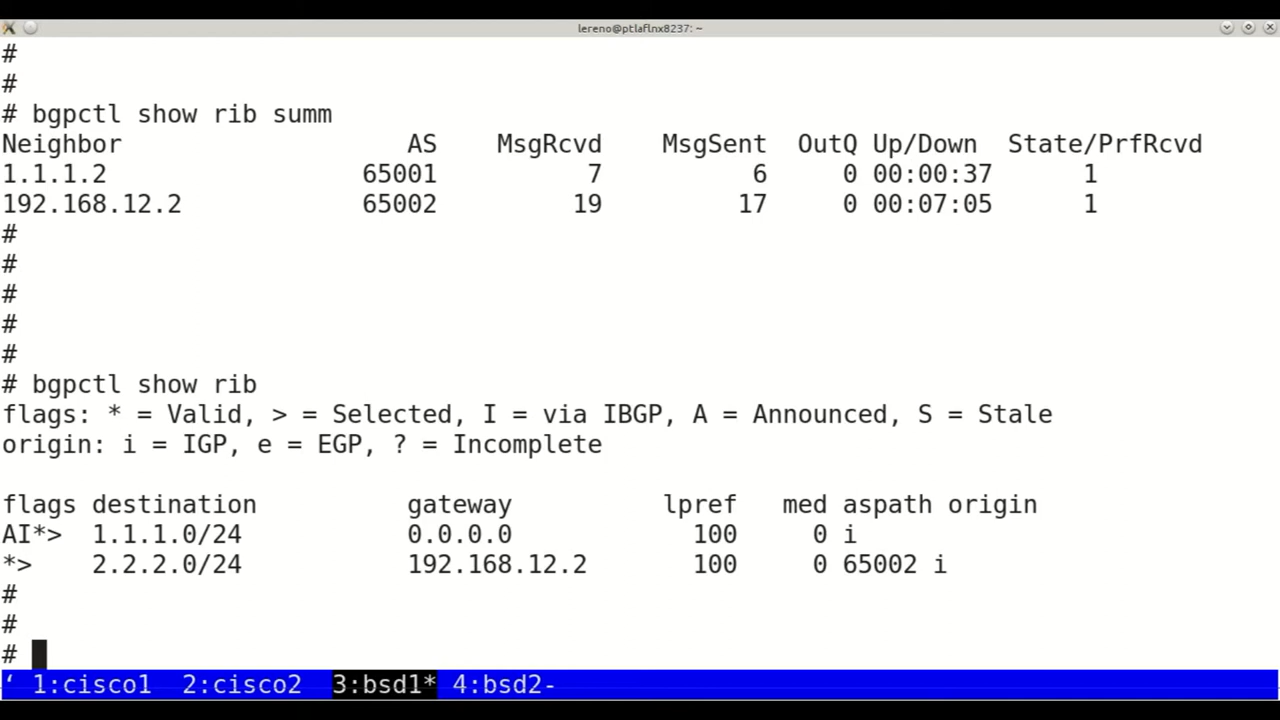 lereno@ptlaflnx8237: ~
#
#
# bgpctl show rib summ
Neighbor AS MsgRcvd MsgSent OutQ Up/Down State/PrfRcvd
1.1.1.2 65001 7 6 0 00:00:37 1
192.168.12.2 65002 19 17 0 00:07:05 1
#
#
#
#
#
# bgpctl show rib
flags: * = Valid, > = Selected, I = via IBGP, A = Announced, S = Stale
origin: i = IGP, e = EGP, ? = Incomplete
flags destination gateway lpref med aspath origin
AI*> 1.1.1.0/24 0.0.0.0 100 0 i
*> 2.2.2.0/24 192.168.12.2 100 0 65002 i
#
#
#
‘ 1:cisco1 2:cisco2 3:bsd1* 4:bsd2-